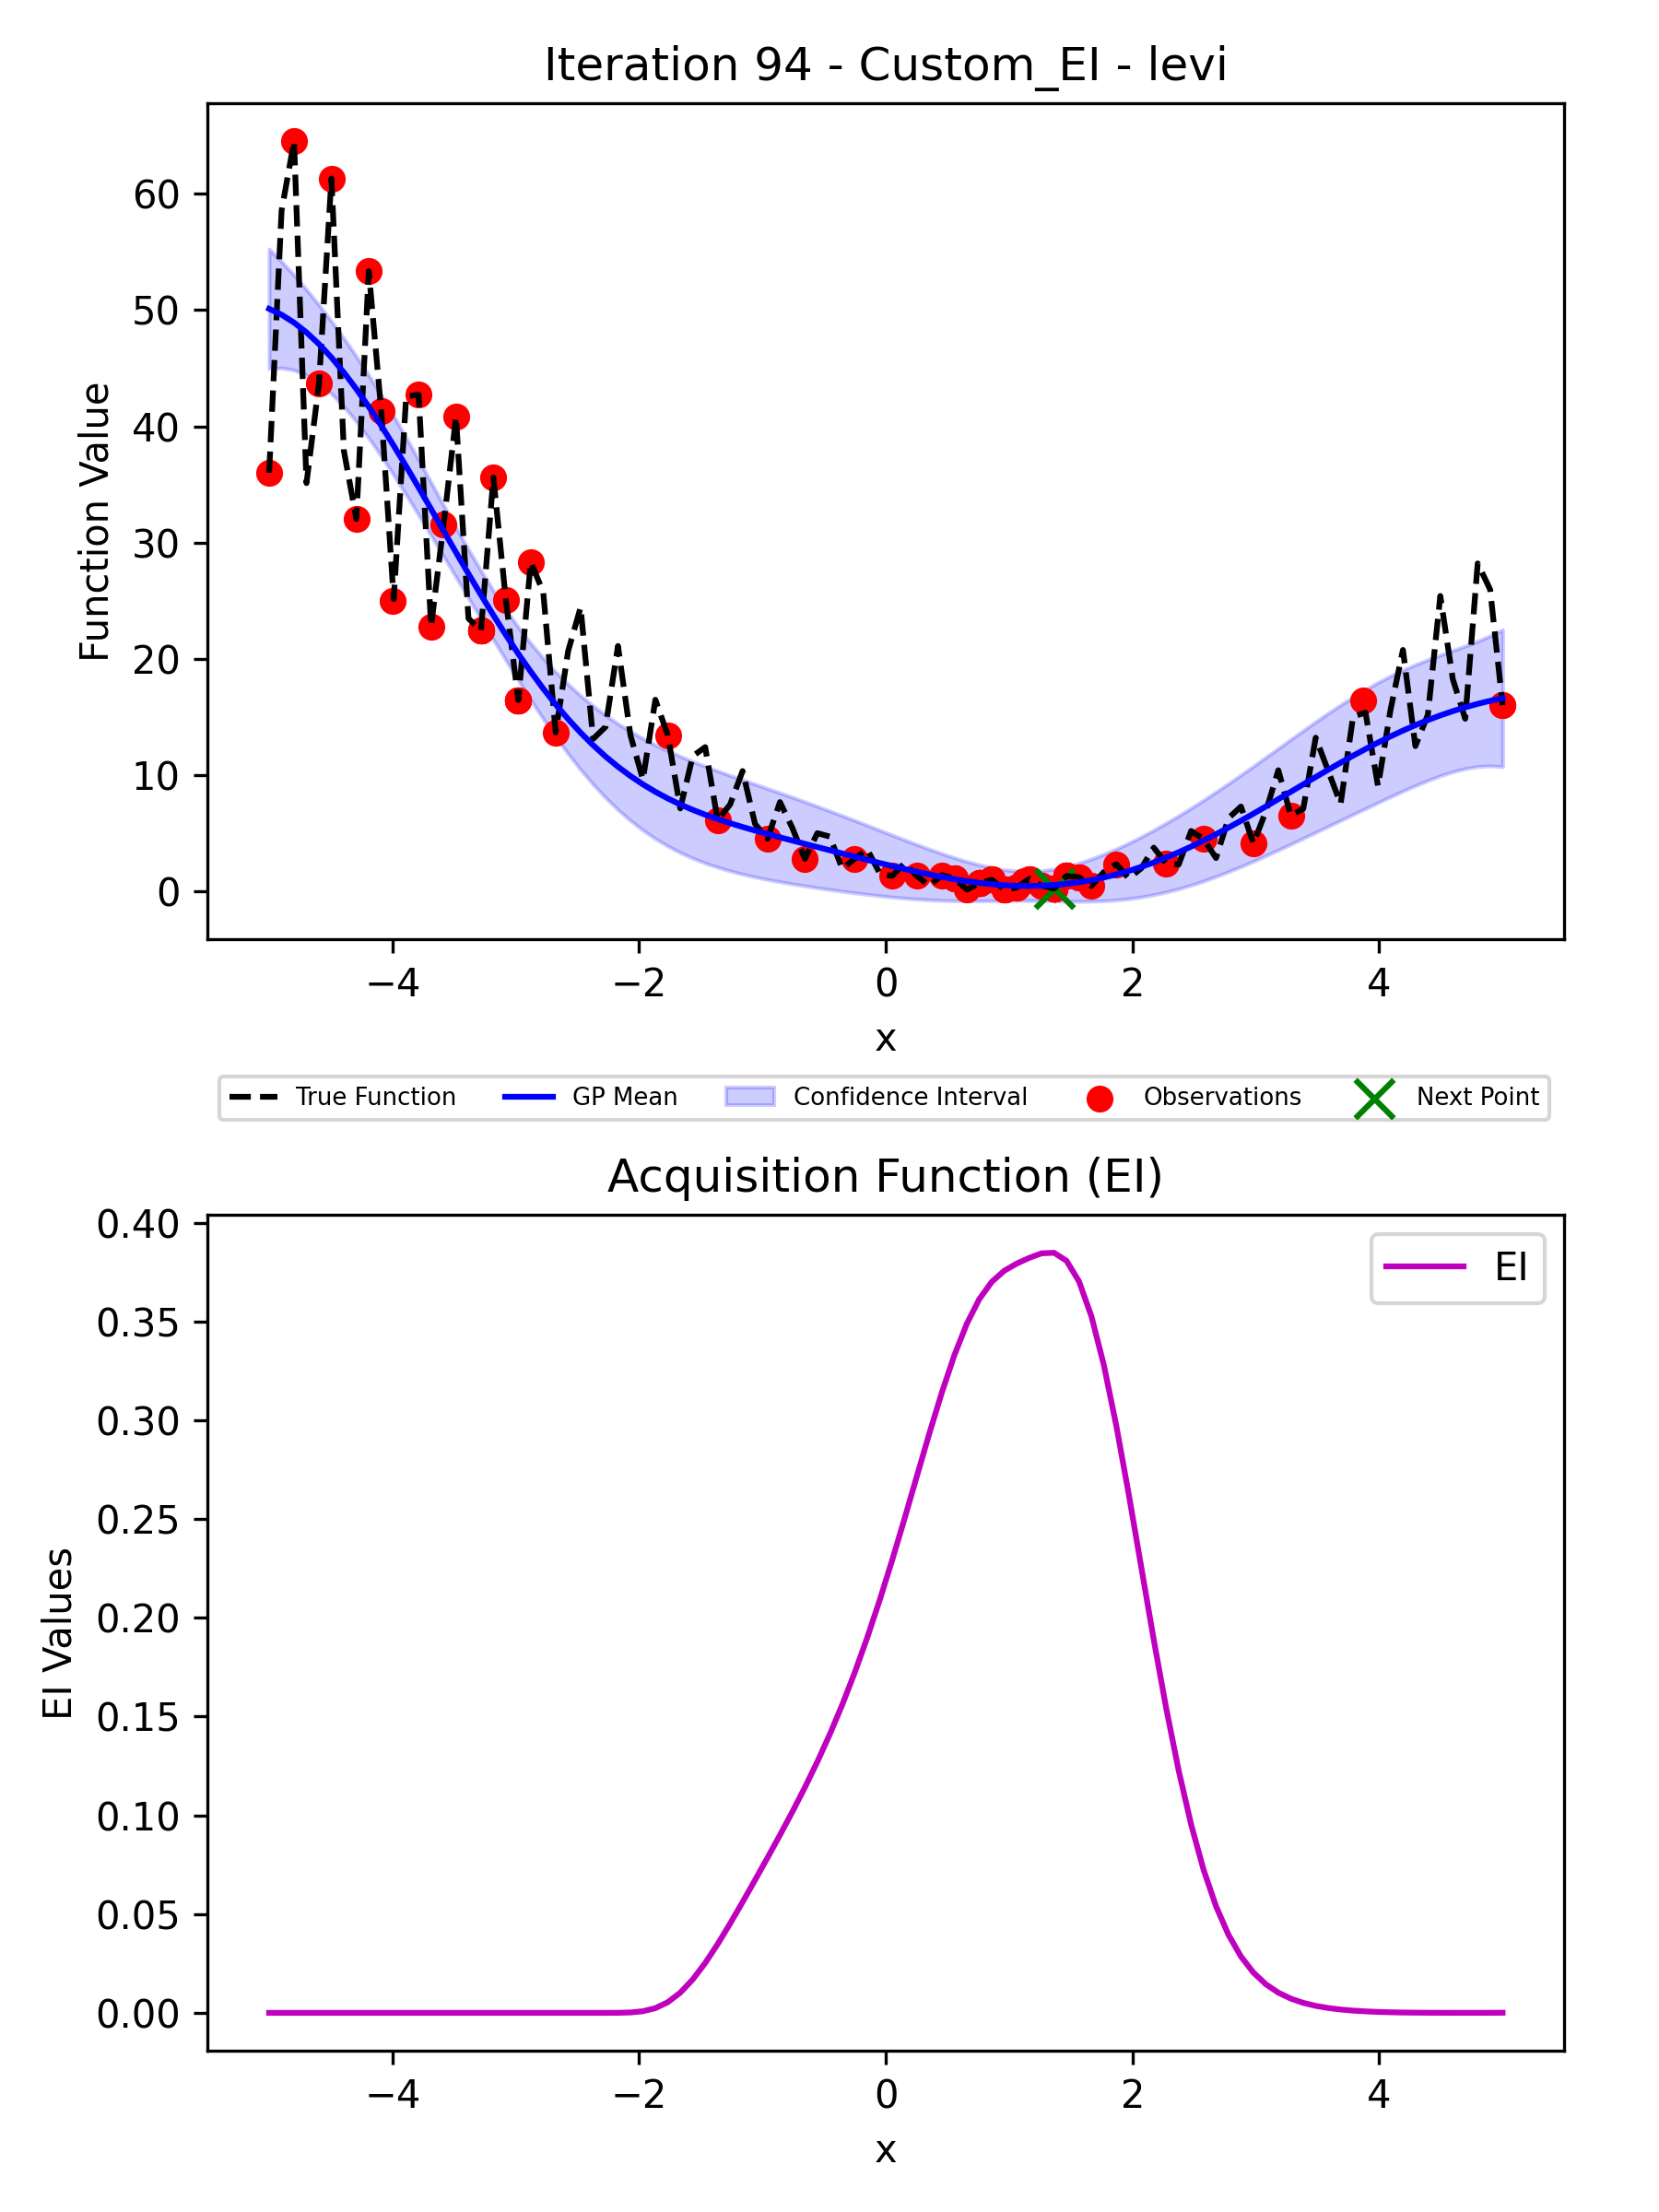 Iteration 94 - Custom_EI - levi
60
50
40
30
20
10
0
Function Value
−4 −2 0 2 4
x
True Function GP Mean Confidence Interval Observations Next Point
Acquisition Function (EI)
0.40
0.35
0.30
0.25
0.20
0.15
0.10
0.05
0.00
EI Values
EI
−4 −2 0 2 4
x